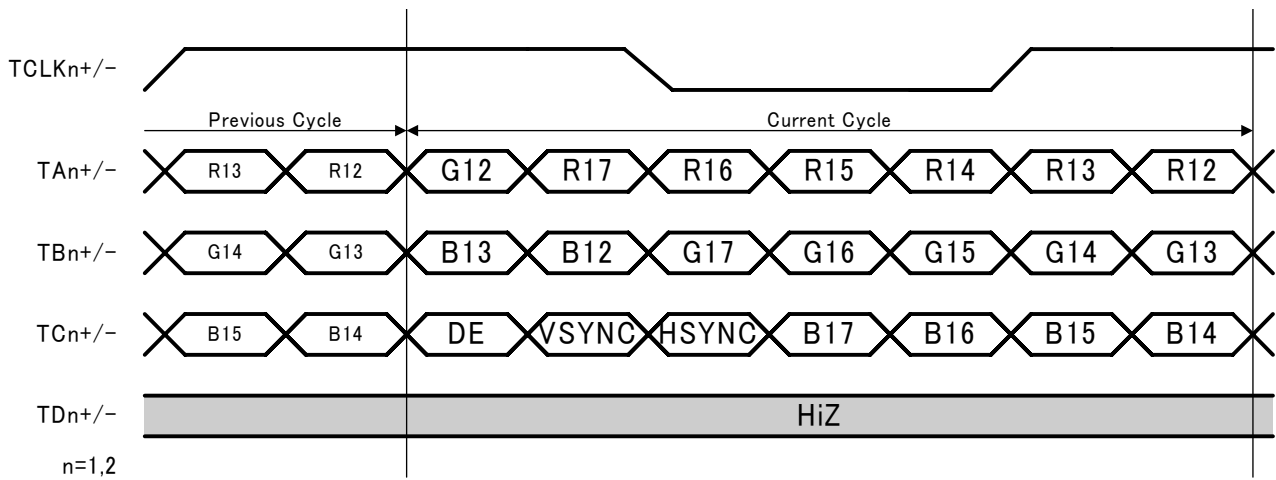 TCLKn+/-
Previous Cycle Current Cycle
TAn+/- R13 R12 G12 R17 R16 R15 R14 R13 R12
TBn+/- G14 G13 B13 B12 G17 G16 G15 G14 G13
TCn+/- B15 B14 DE VSYNC HSYNC B17 B16 B15 B14
TDn+/- HiZ
n=1,2